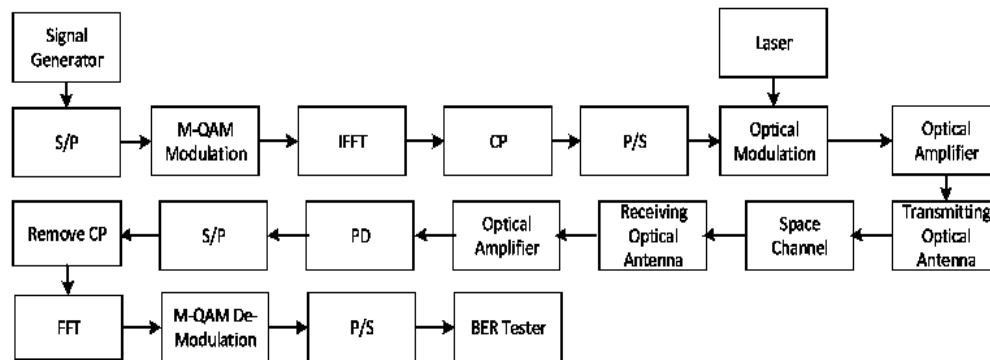 Signal
Generator
Laser
S/P
M-QAM
Modulation
IFFT
CP
P/S
Optical
Modulation
Optical
Amplifier
Transmitting
Optical
Antenna
Space
Channel
Receiving
Optical
Antenna
Optical
Amplifier
PD
S/P
Remove CP
FFT
M-QAM De-
Modulation
P/S
BER Tester